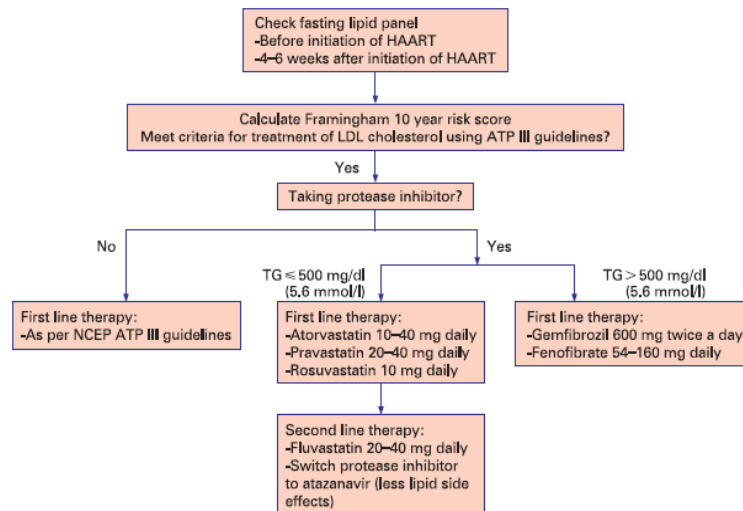 Check fasting lipid panel
-Before initiation of HAART
-4–6 weeks after initiation of HAART
Calculate Framingham 10 year risk score
Meet criteria for treatment of LDL cholesterol using ATP III guidelines?
Yes
Taking protease inhibitor?
No
Yes
TG ⩽ 500 mg/dl
(5.6 mmol/l)
TG > 500 mg/dl
(5.6 mmol/l)
First line therapy:
-As per NCEP ATP III guidelines
First line therapy:
-Atorvastatin 10–40 mg daily
-Pravastatin 20–40 mg daily
-Rosuvastatin 10 mg daily
First line therapy:
-Gemfibrozil 600 mg twice a day
-Fenofibrate 54–160 mg daily
Second line therapy:
-Fluvastatin 20–40 mg daily
-Switch protease inhibitor
to atazanavir (less lipid side
effects)